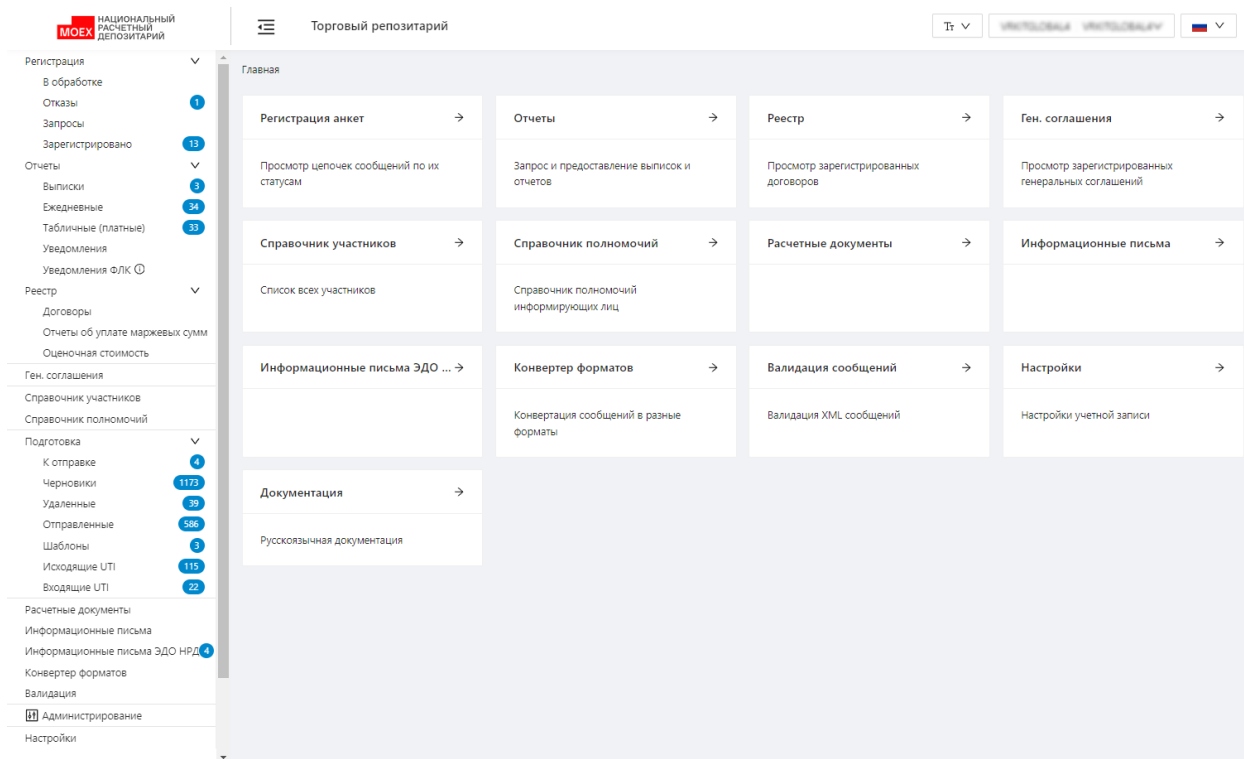 MOEX
НАЦИОНАЛЬНЫЙ
РАСЧЕТНЫЙ
ДЕПОЗИТАРИЙ
Торговый репозитарий
Тт
Регистрация
В обработке
Отказы 1
Запросы
Зарегистрировано 13
Отчеты
Выписки 3
Ежедневные 34
Табличные (платные) 33
Уведомления
Уведомления ФЛК
Реестр
Договоры
Отчеты об уплате маржевых сумм
Оценочная стоимость
Ген. соглашения
Справочник участников
Справочник полномочий
Подготовка
К отправке 4
Черновики 1173
Удаленные 39
Отправленные 586
Шаблоны 3
Исходящие UTI 115
Входящие UTI 22
Расчетные документы
Информационные письма
Информационные письма ЭДО НРД 4
Конвертер форматов
Валидация
Администрирование
Настройки
Главная
Регистрация анкет
Просмотр цепочек сообщений по их
статусам
Отчеты
Запрос и предоставление выписок и
отчетов
Реестр
Просмотр зарегистрированных
договоров
Ген. соглашения
Просмотр зарегистрированных
генеральных соглашений
Справочник участников
Список всех участников
Справочник полномочий
Справочник полномочий
информирующих лиц
Расчетные документы
Информационные письма
Информационные письма ЭДО ...
Конвертер форматов
Конвертация сообщений в разные
форматы
Валидация сообщений
Валидация XML сообщений
Настройки
Настройки учетной записи
Документация
Русскоязычная документация